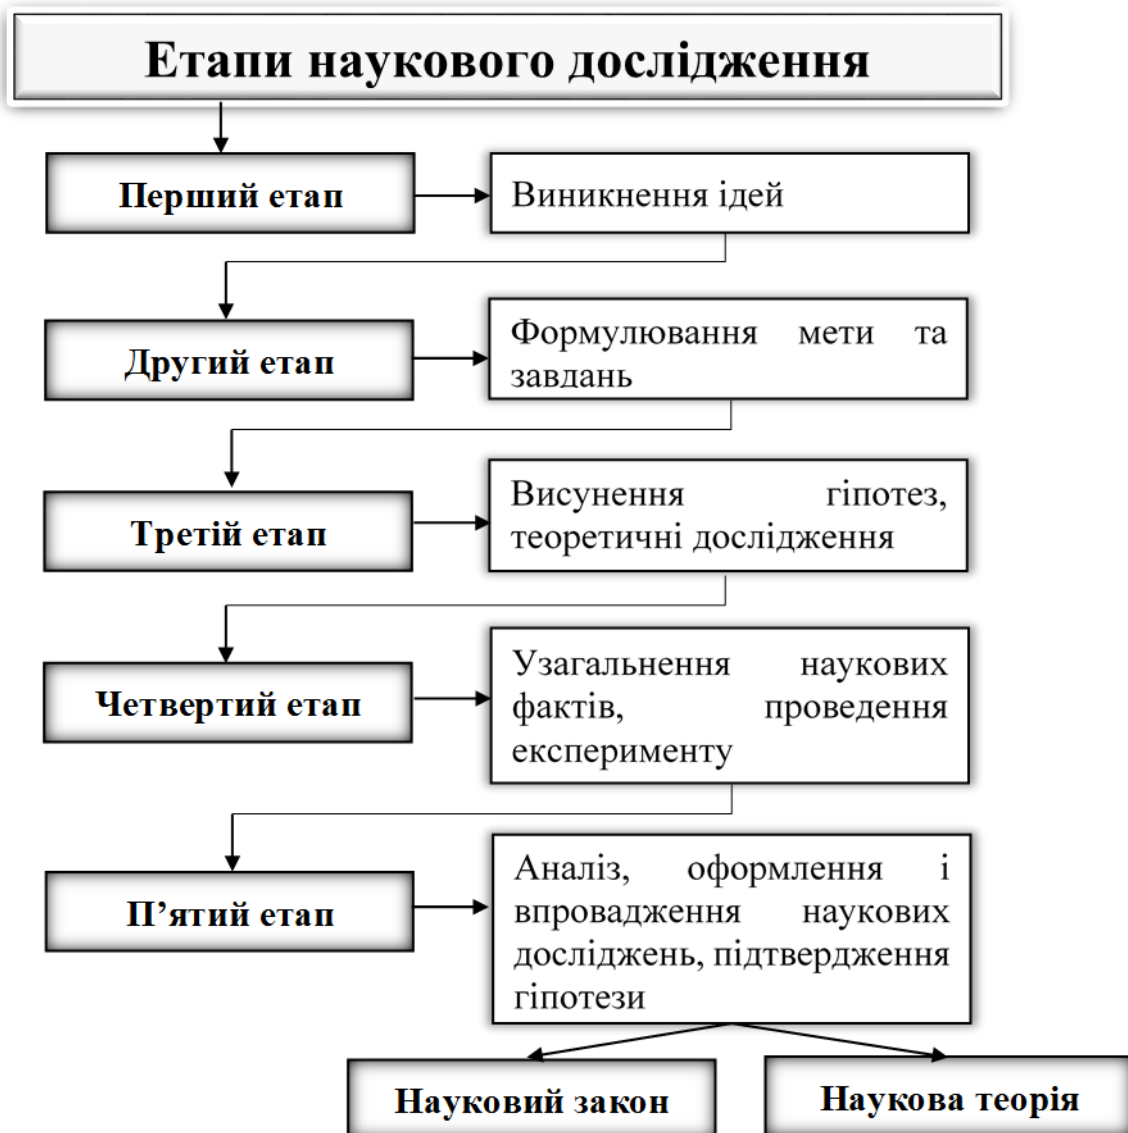 Етапи наукового дослідження
Перший етап
Виникнення ідей
Другий етап
Формулювання мети та
завдань
Третій етап
Висунення гіпотез,
теоретичні дослідження
Четвертий етап
Узагальнення наукових
фактів, проведення
експерименту
П’ятий етап
Аналіз, оформлення і
впровадження наукових
досліджень, підтвердження
гіпотези
Науковий закон
Наукова теорія